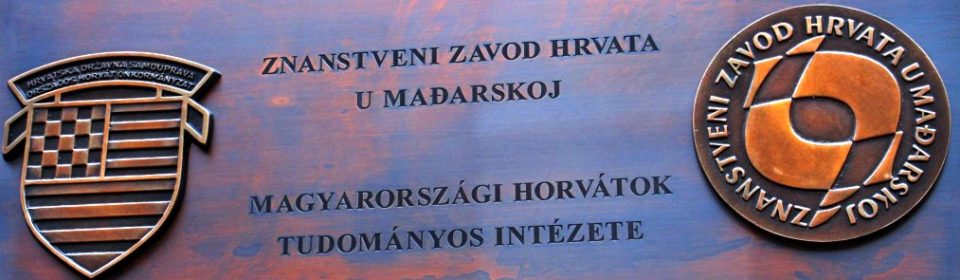 HRVATSKA DRŽAVNA SAMOUPRAVA
ORSZÁGOS HORVÁT ÖNKORMÁNYZAT
ZNANSTVENI ZAVOD HRVATA
U MAĐARSKOJ
MAGYARORSZÁGI HORVÁTOK
TUDOMÁNYOS INTÉZETE
ZNANSTVENI ZAVOD HRVATA U MAĐARSKOJ